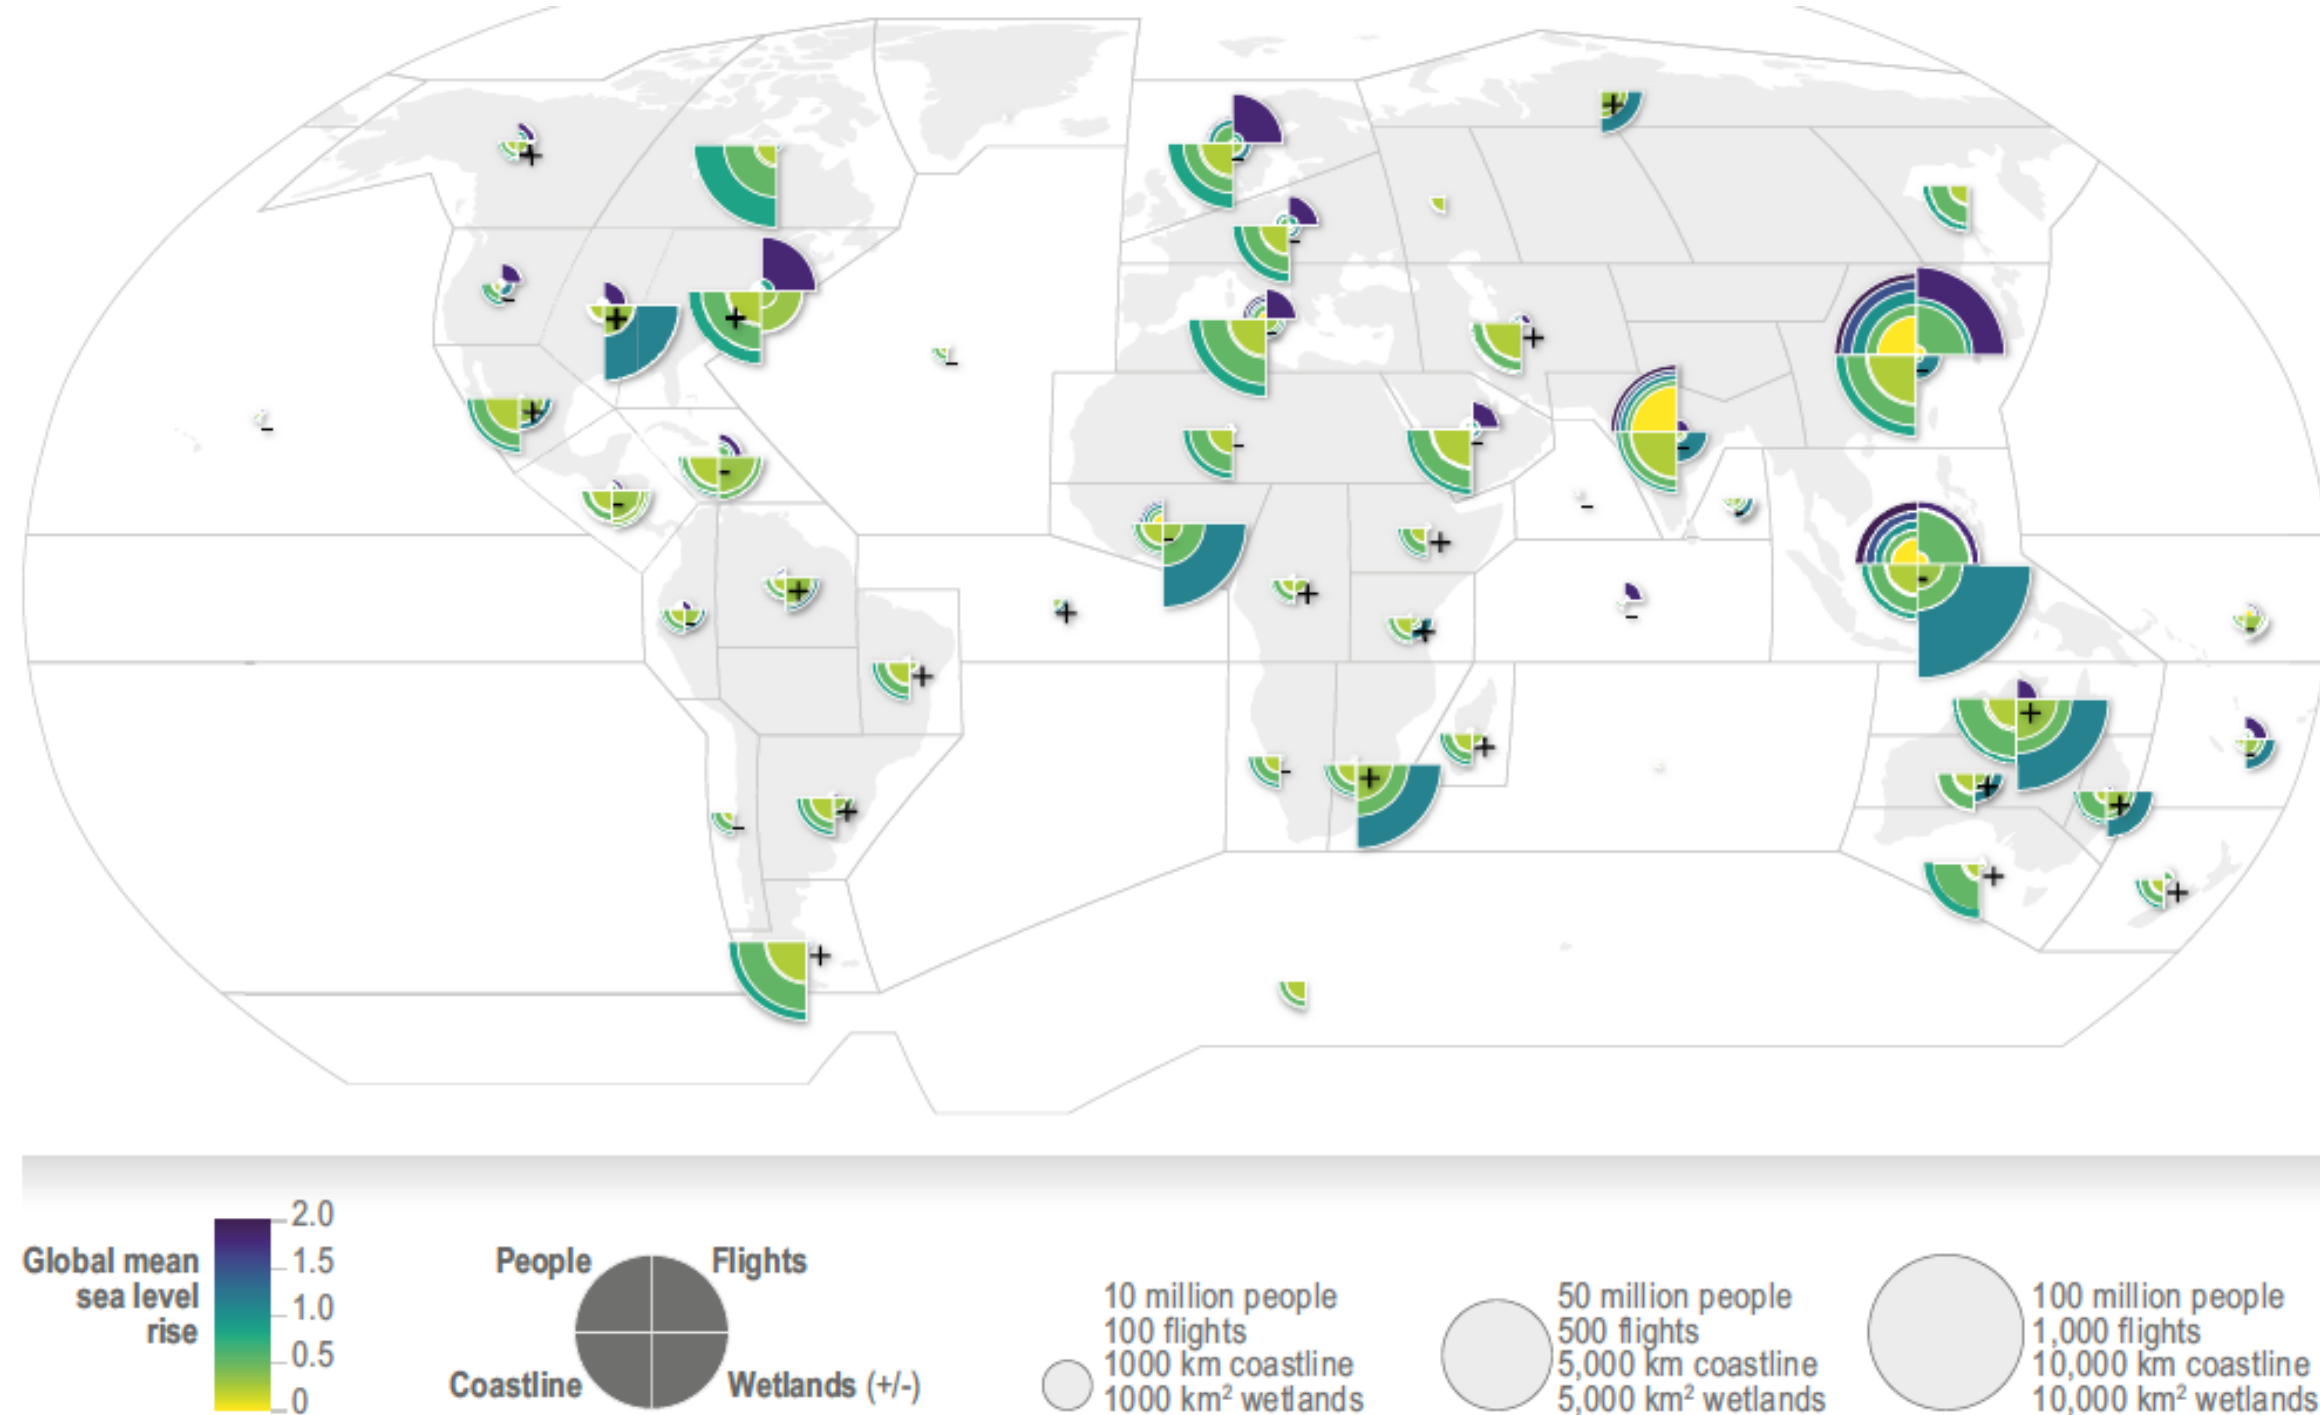 Global mean
sea level
rise
2.0
1.5
1.0
0.5
0
People
Flights
Coastline
Wetlands (+/-)
10 million people
100 flights
1000 km coastline
1000 km² wetlands
50 million people
500 flights
5,000 km coastline
5,000 km² wetlands
100 million people
1,000 flights
10,000 km coastline
10,000 km² wetlands